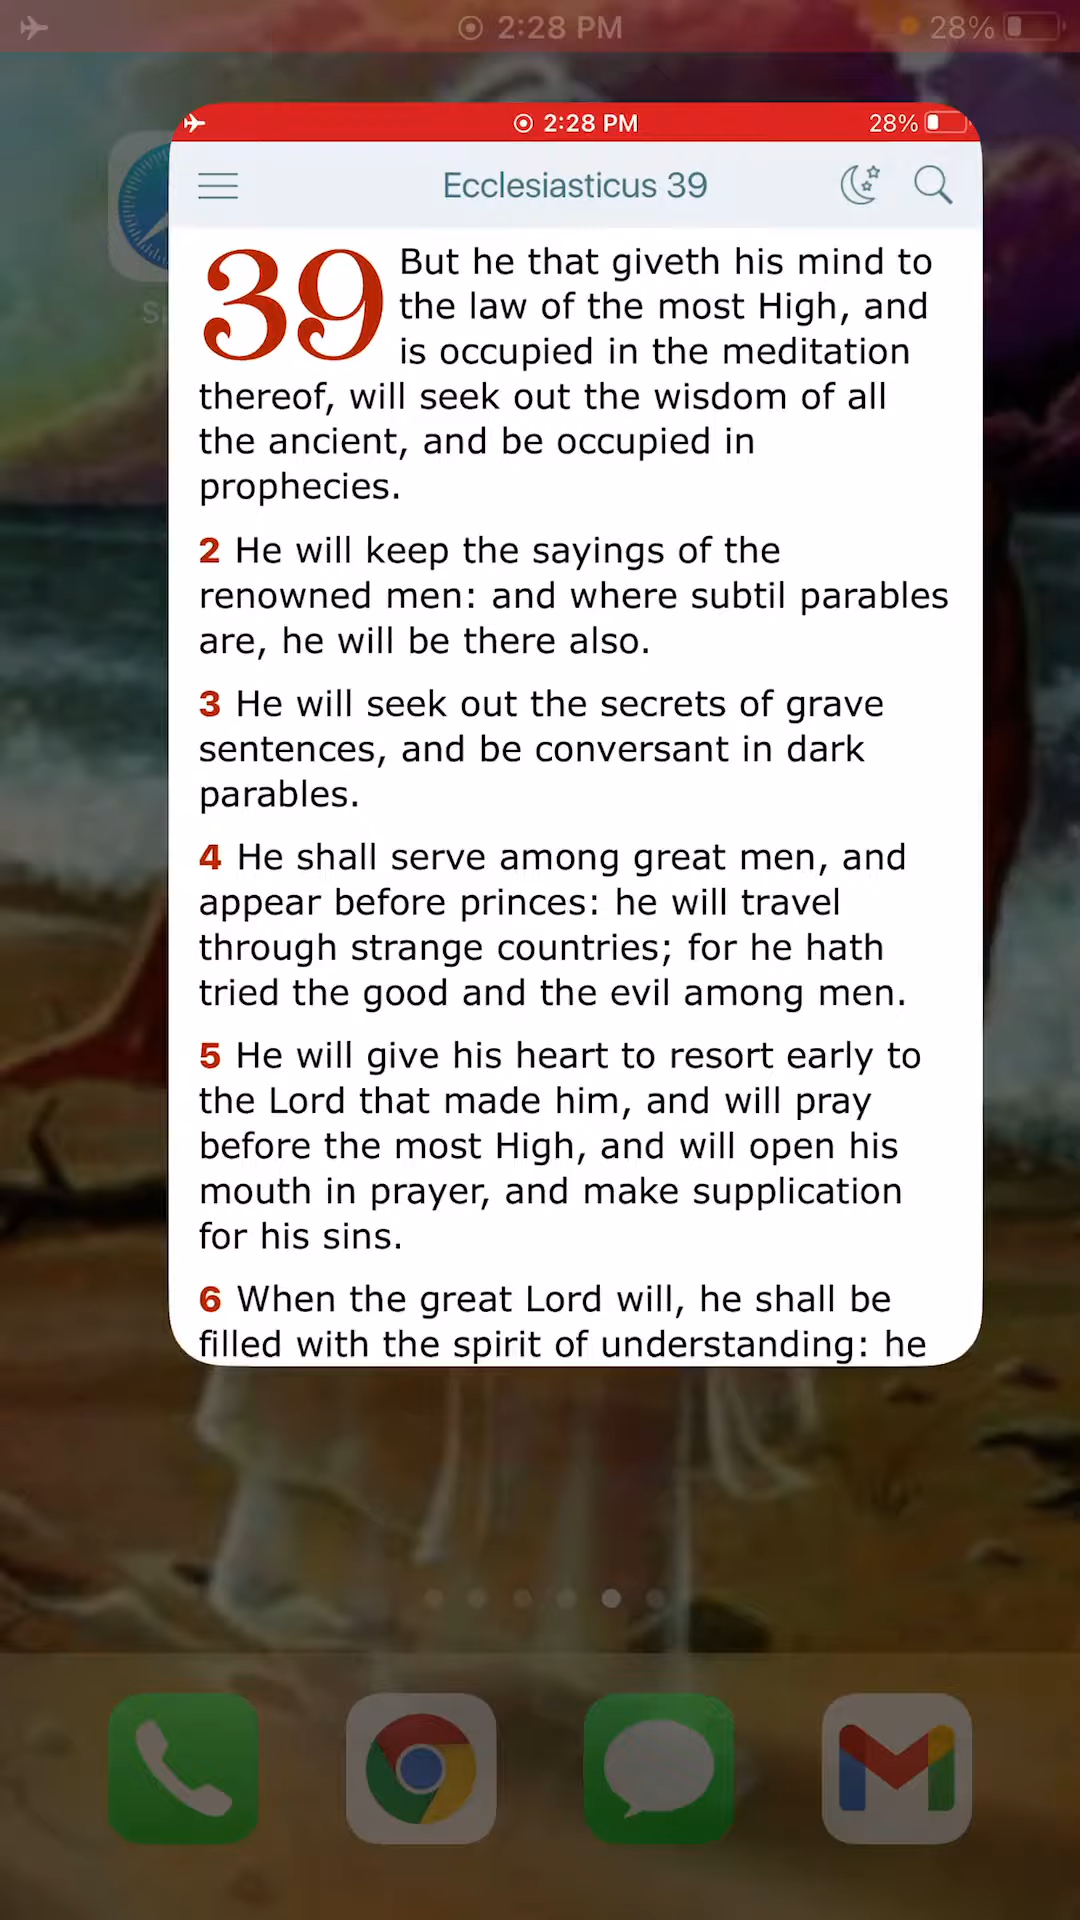 2:28 PM
28%
2:28 PM
28%
Ecclesiasticus 39
39 But he that giveth his mind to
the law of the most High, and
is occupied in the meditation
thereof, will seek out the wisdom of all
the ancient, and be occupied in
prophecies.
2 He will keep the sayings of the
renowned men: and where subtil parables
are, he will be there also.
3 He will seek out the secrets of grave
sentences, and be conversant in dark
parables.
4 He shall serve among great men, and
appear before princes: he will travel
through strange countries; for he hath
tried the good and the evil among men.
5 He will give his heart to resort early to
the Lord that made him, and will pray
before the most High, and will open his
mouth in prayer, and make supplication
for his sins.
6 When the great Lord will, he shall be
filled with the spirit of understanding: he